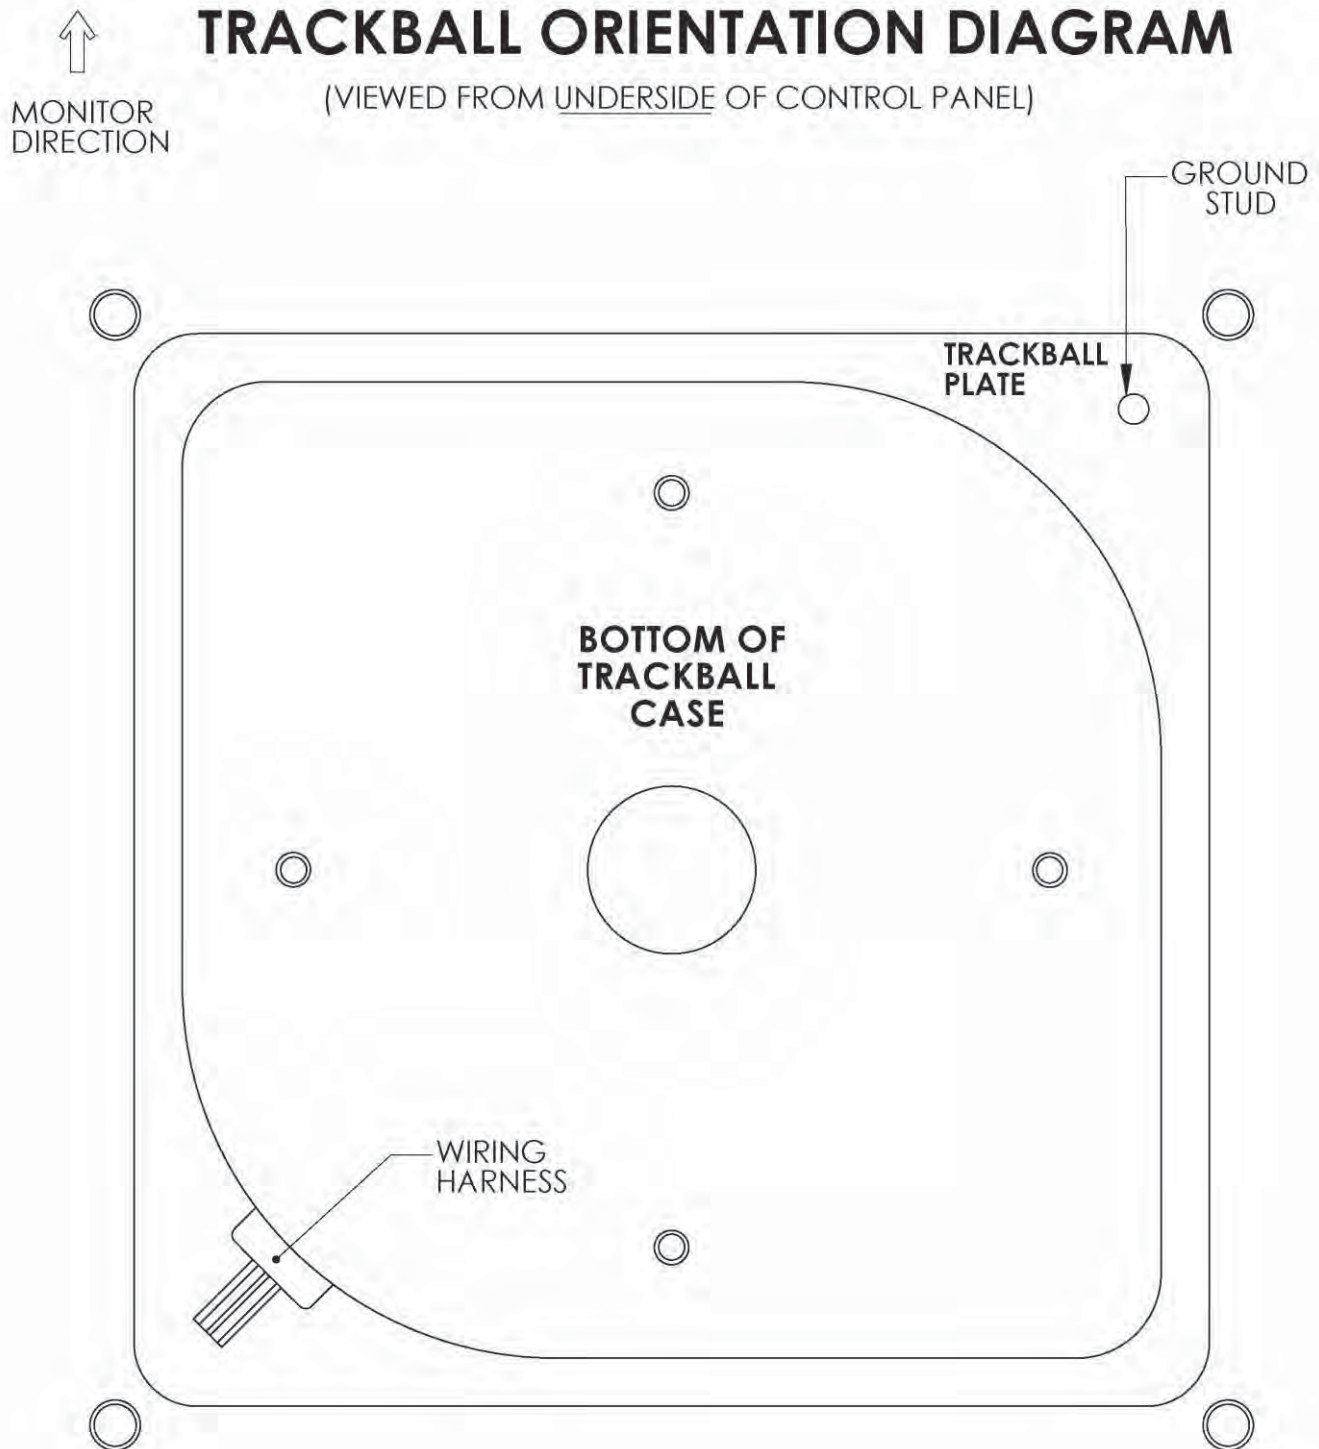 TRACKBALL ORIENTATION DIAGRAM
(VIEWED FROM UNDERSIDE OF CONTROL PANEL)
MONITOR
DIRECTION
GROUND
STUD
TRACKBALL
PLATE
BOTTOM OF
TRACKBALL
CASE
WIRING
HARNESS